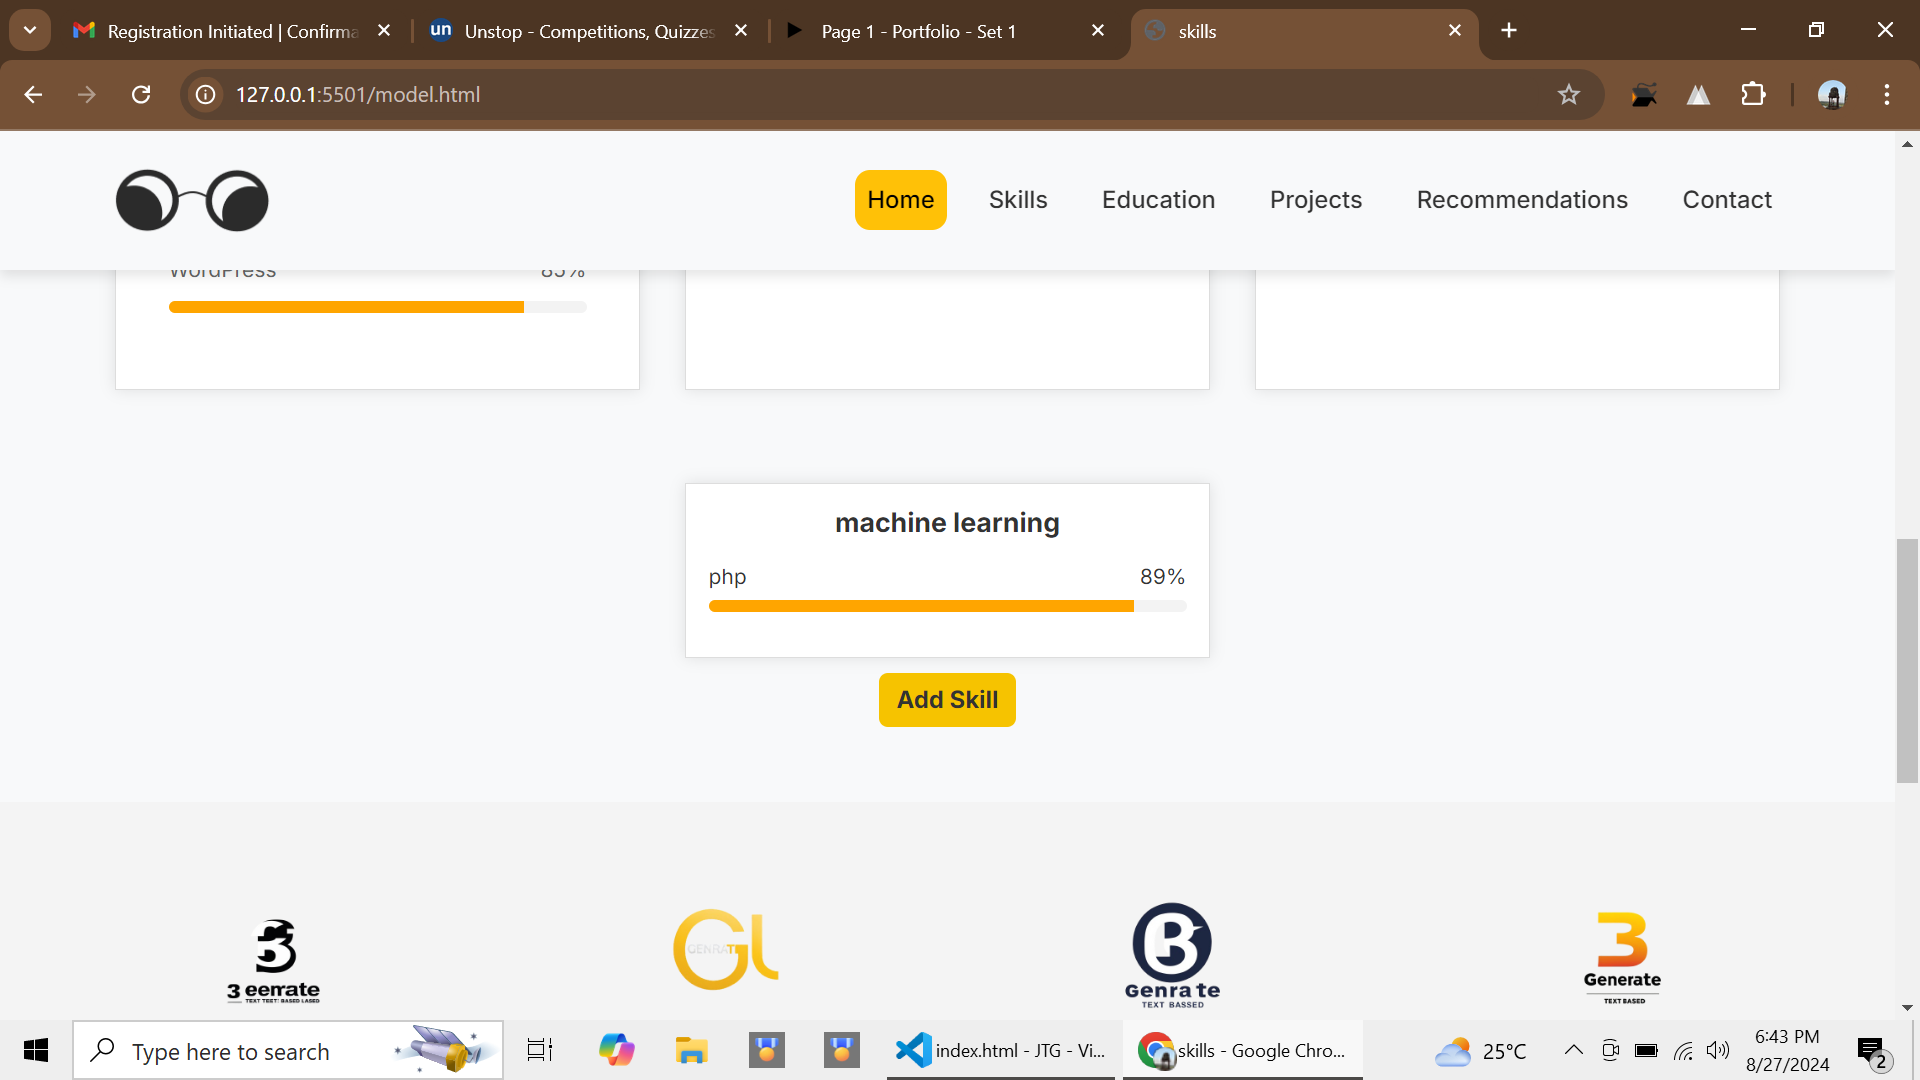 Registration Initiated | Confirma
un
Unstop - Competitions, Quizzes
Page 1 - Portfolio - Set 1
skills
127.0.0.1:5501/model.html
Home
Skills
Education
Projects
Recommendations
Contact
WordPress
85%
machine learning
php
89%
Add Skill
3 eenrate
TEXT TEET: BASED LASED
GENRATE
Genra te
TEXT BASSED
3
Generate
TEXT BASSED
Type here to search
index.html - JTG - Vi...
skills - Google Chro...
25°C
6:43 PM
8/27/2024
2